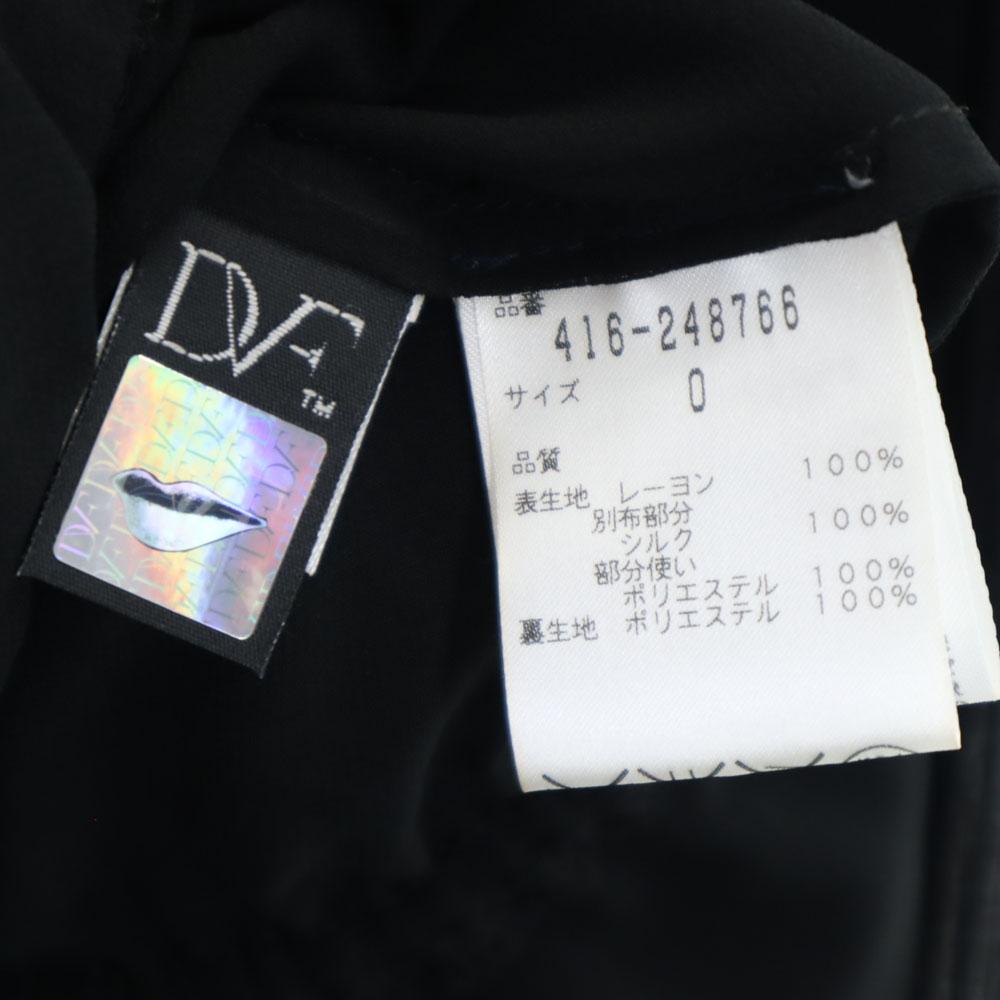 DVF
TM
品番
416-248766
サイズ 0
品質
表生地 レーヨン 100%
別布部分
シルク 100%
部分使い
ポリエステル 100%
裏生地 ポリエステル 100%